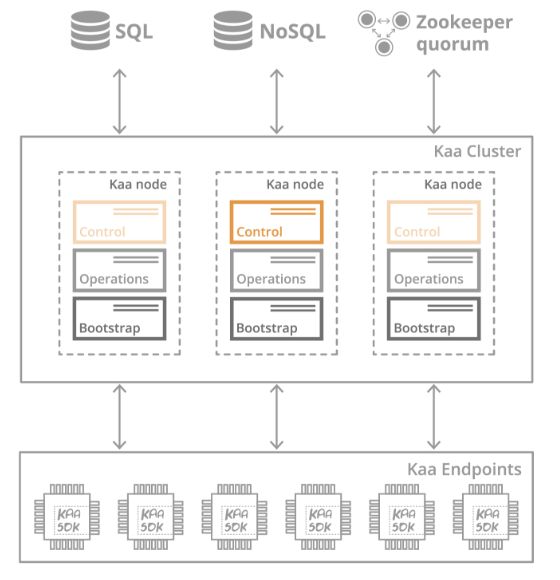 SQL
NoSQL
Zookeeper
quorum
Kaa Cluster
Kaa node
Control
Operations
Bootstrap
Kaa node
Control
Operations
Bootstrap
Kaa node
Control
Operations
Bootstrap
Kaa Endpoints
KAA
SDK
KAA
SDK
KAA
SDK
KAA
SDK
KAA
SDK
KAA
SDK